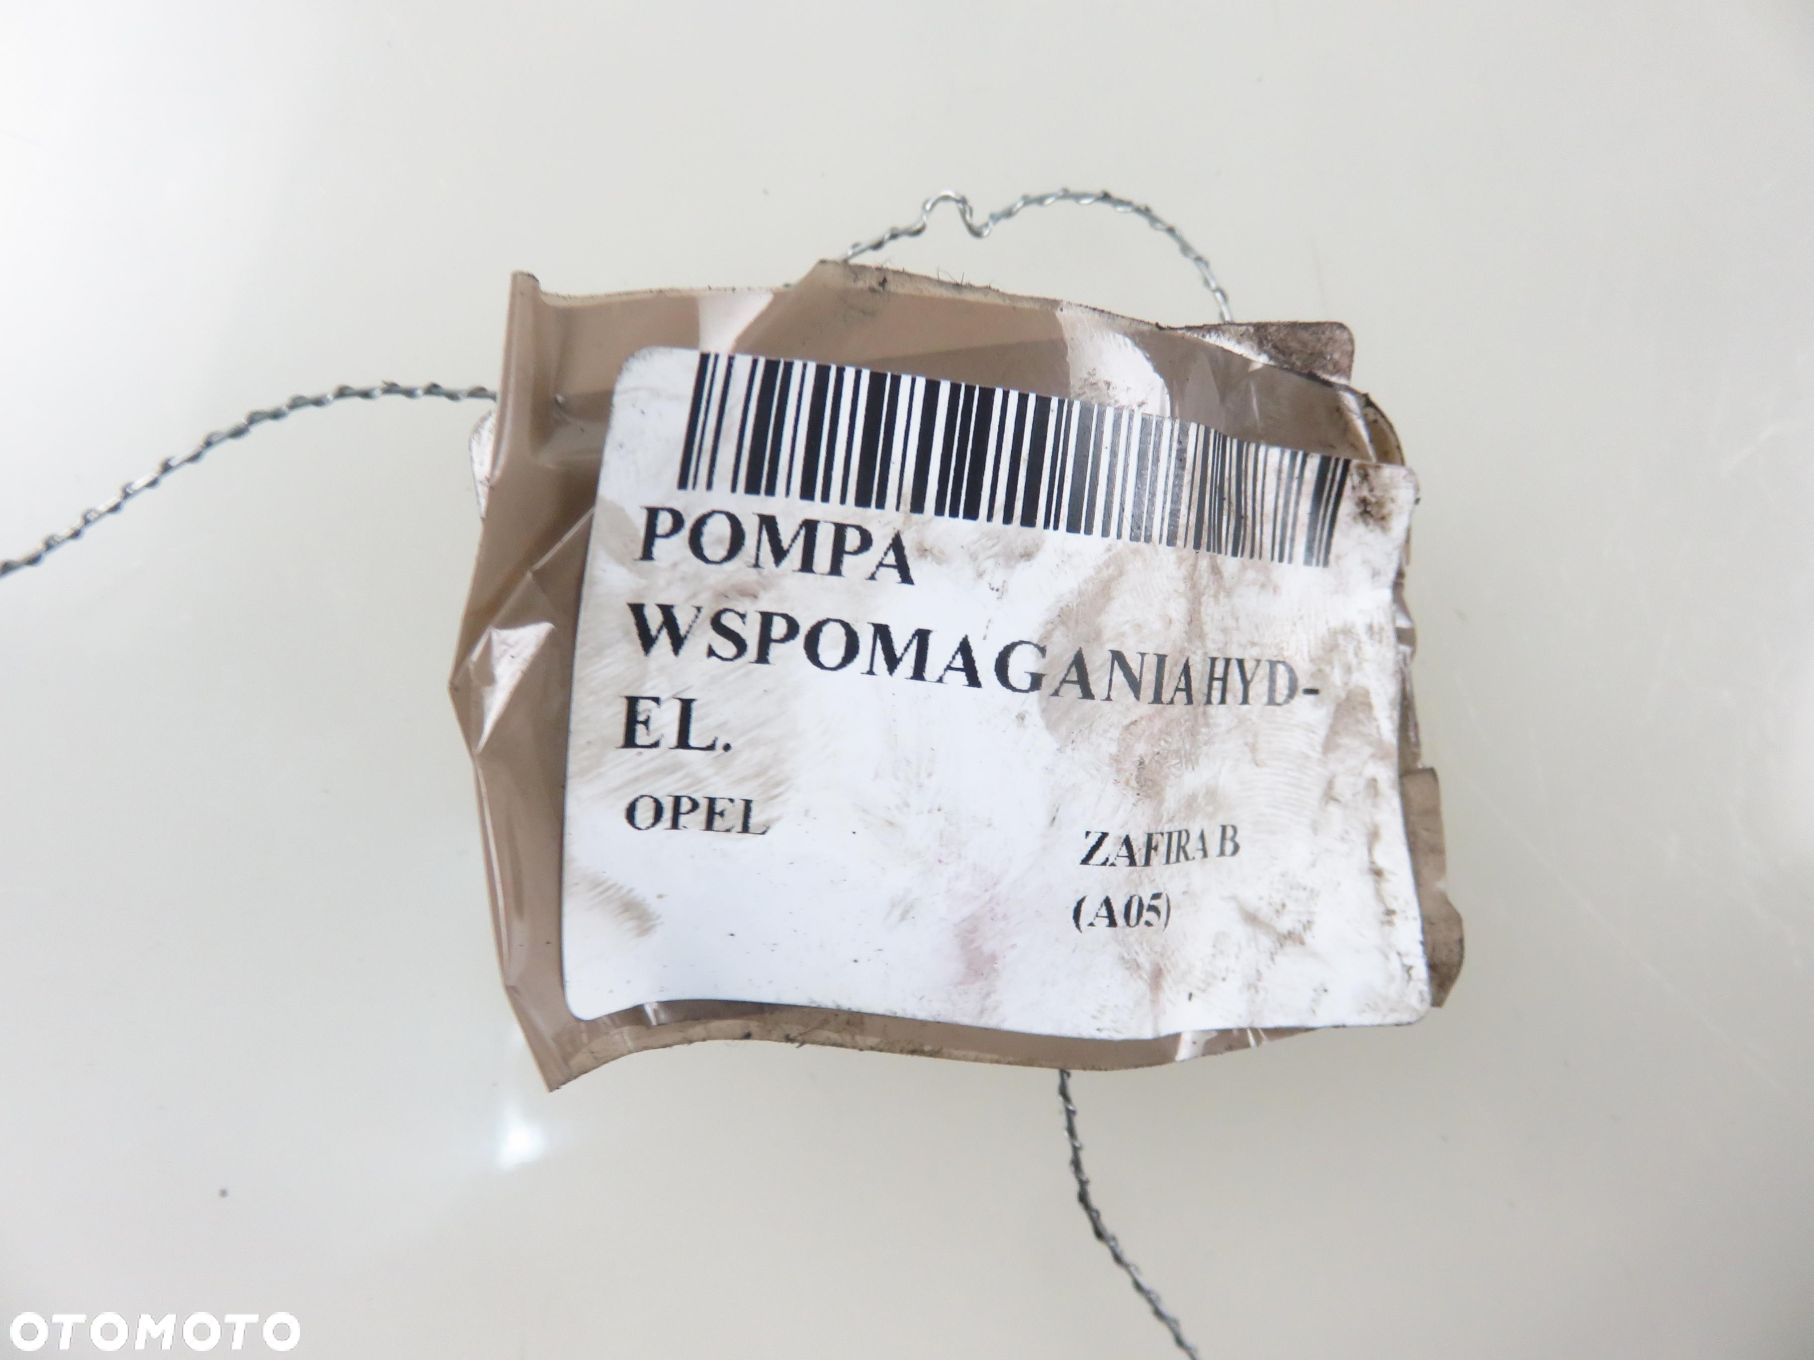 POMPA
WSPOMAGANIA HYD-
EL.
OPEL
ZAFIRA B
(A05)
OTOMOTO